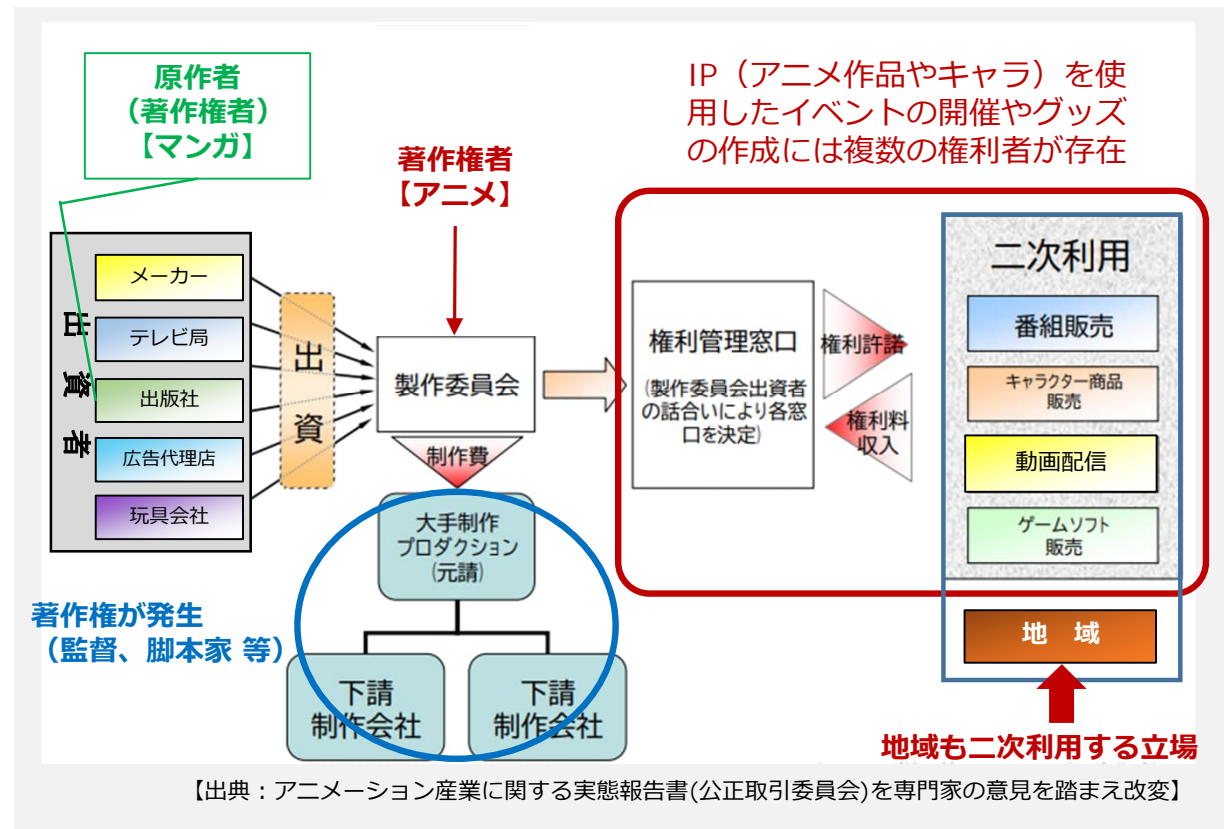 原作者
（著作権者）
【マンガ】
著作権者
【アニメ】
IP（アニメ作品やキャラ）を使
用したイベントの開催やグッズ
の作成には複数の権利者が存在
出資者
メーカー
テレビ局
出版社
広告代理店
玩具会社
出
資
製作委員会
制作費
大手制作
プロダクション
(元請)
下請
制作会社
下請
制作会社
著作権が発生
（監督、脚本家 等）
権利管理窓口
(製作委員会出資者
の話合いにより各窓
口を決定)
権利許諾
権利料
収入
二次利用
番組販売
キャラクター商品
販売
動画配信
ゲームソフト
販売
地　域
地域も二次利用する立場
【出典：アニメーション産業に関する実態報告書(公正取引委員会)を専門家の意見を踏まえ改変】